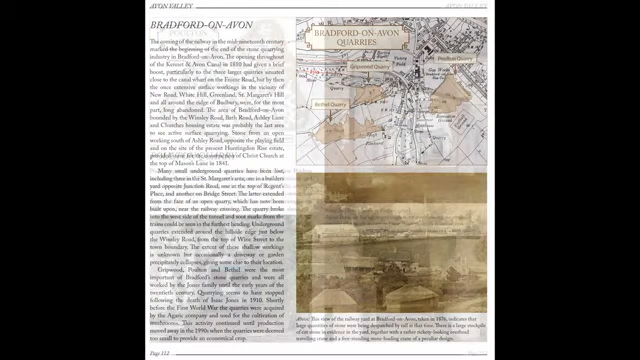 AVON VALLEY
AVON VALLEY
BRADFORD-ON-AVON
The coming of the railway in the mid-nineteenth century
marked the beginning of the end of the stone quarrying
industry in Bradford-on-Avon. The opening throughout
of the Kennet & Avon Canal in 1810 had given a brief
boost, particularly to the three larger quarries situated
close to the canal wharf on the Frome Road, but by then
the once extensive surface workings in the vicinity of
New Road, White Hill, Greenland, St. Margaret's Hill
and all around the ridge of Budbury, were, for the most
part, long abandoned. The area of Bradford-on-Avon
bounded by the Winsley Road, Bath Road, Ashley Lane
and Churches housing estate was probably the last area
to see active surface quarrying. Stone from an open
working south of Ashley Road, opposite the playing field
and on the site of the present Huntingdon Rise estate,
provided stone for the construction of Christ Church at
the top of Mason's Lane in 1841.
Many small underground quarries have been lost,
including three in the St. Margaret's area, one in a builders
yard opposite Junction Road, one at the top of Regent's
Place, and another on Bridge Street. The latter extended
from the face of an open quarry, which has now been
built upon, near the railway crossing. The quarry broke
into the west side of the tunnel and soot marks from the
trains could be seen at the furthest heading. Underground
quarries extended around the hillside edge just below
the Winsley Road, from the top of Wine Street to the
town boundary. The extent of these shallow workings
is unknown but occasionally a doorway or garden
precipitately collapses, giving some clue to their location.
Gripwood, Poulton and Bethel were the most
important of Bradford's stone quarries and were all
worked by the Jones family until the early years of the
twentieth century. Quarrying seems to have stopped
following the death of Isaac Jones in 1910. Shortly
before the First World War the quarries were acquired
by the Agaric company and used for the cultivation of
mushrooms. This activity continued until production
moved away in the 1990s when the quarries were deemed
too small to provide an economical crop.
BRADFORD-ON-AVON
QUARRIES
Poulton Quarry
Gripwood Quarry
Bethel Quarry
Above: This view of the railway yard at Bradford-on-Avon, taken in 1876, indicates that
large quantities of stone were being despatched by rail at that time. There is a large stockpile
of cut stone in evidence in the yard, together with a rather rickety-looking overhead
travelling crane and a free-standing stone-loading crane of a peculiar design.
Page 112